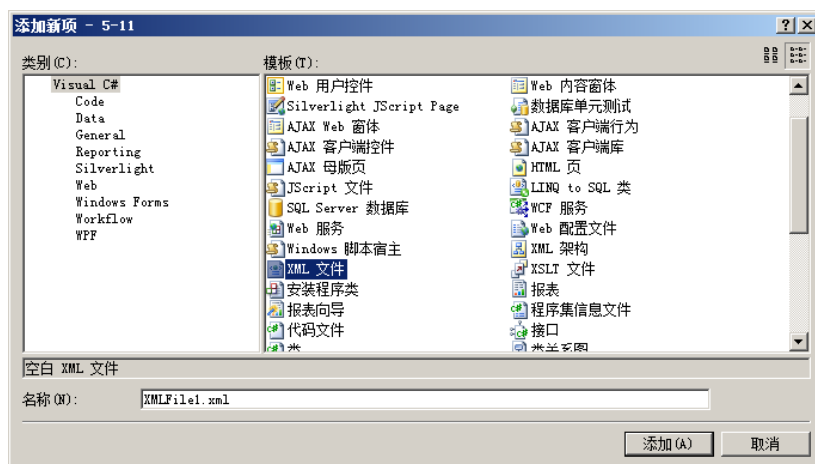 添加新项 - 5-11
类别(C):
模板(T):
Visual C#
Code
Data
General
Reporting
Silverlight
Web
Windows Forms
Workflow
WPF
Web 用户控件
Web 内容窗体
Silverlight JScript Page
数据库单元测试
AJAX Web 窗体
AJAX 客户端行为
AJAX 客户端控件
AJAX 客户端库
AJAX 母版页
HTML 页
JScript 文件
LINQ to SQL 类
SQL Server 数据库
WCF 服务
Web 服务
Web 配置文件
Windows 脚本宿主
XML 架构
XML 文件
XSLT 文件
安装程序类
报表
报表向导
程序集信息文件
代码文件
接口
类
类关系图
空白 XML 文件
名称(N):
XMLFile1.xml
添加(A)
取消